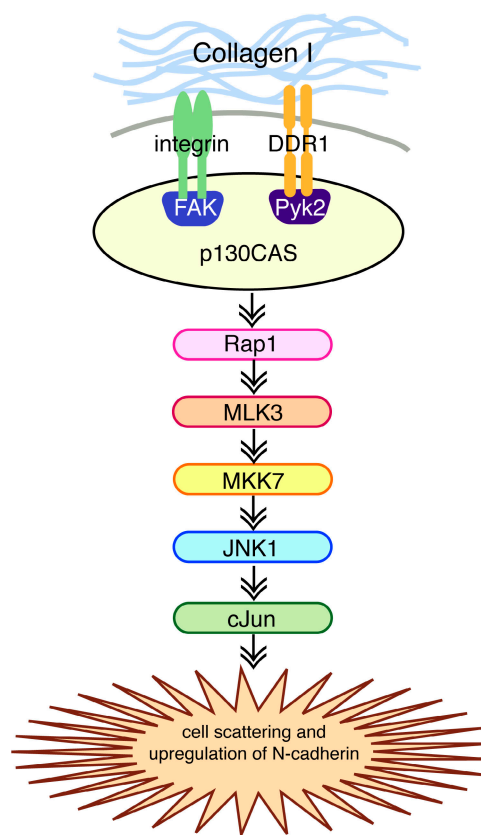 Collagen I
integrin
DDR1
FAK
Pyk2
p130CAS
Rap1
MLK3
MKK7
JNK1
cJun
cell scattering and
upregulation of N-cadherin